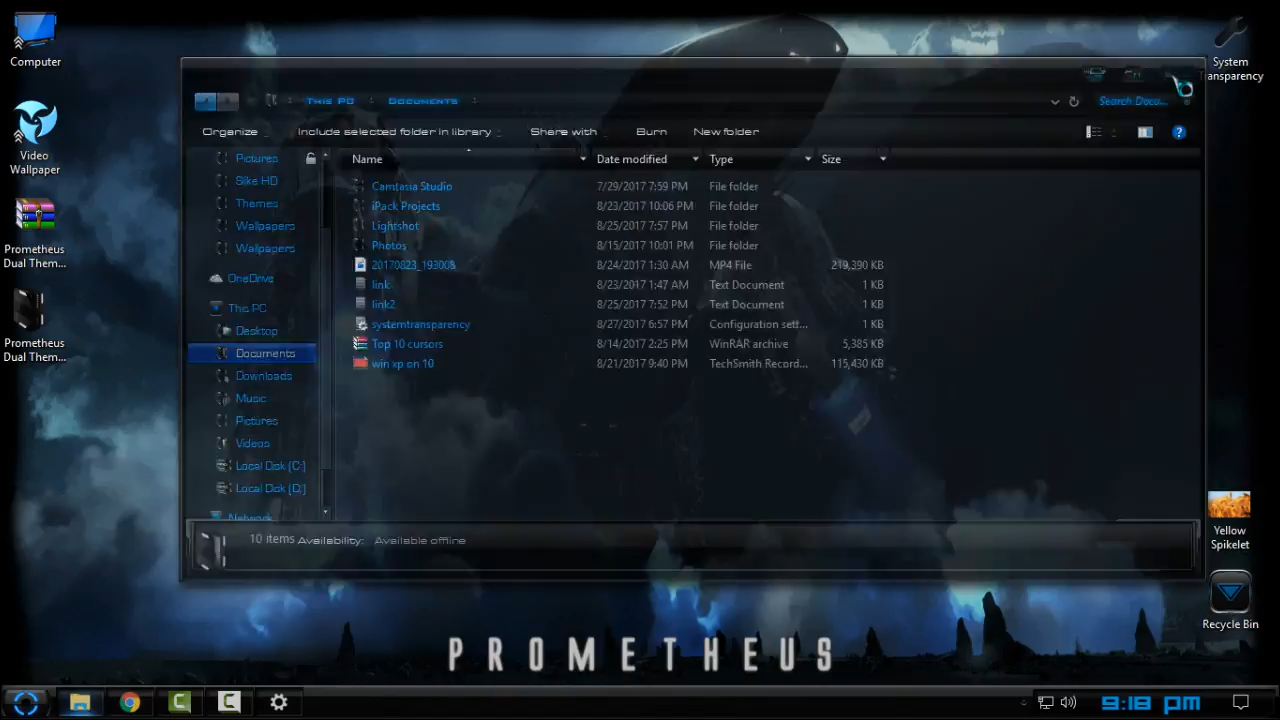 Computer
Video
Wallpaper
Prometheus
Dual Them...
Prometheus
Dual Them...
This PC
Documents
Search Docu...
Organize
Include selected folder in library
Share with
Burn
New folder
Name
Date modified
Type
Size
Pictures
Sike HD
Themes
Wallpapers
Wallpapers
OneDrive
This PC
Desktop
Documents
Downloads
Music
Pictures
Videos
Local Disk (C:)
Local Disk (D:)
Network
Camtasia Studio 7/29/2017 7:59 PM File folder
iPack Projects 8/23/2017 10:06 PM File folder
Lightshot 8/25/2017 7:57 PM File folder
Photos 8/15/2017 10:01 PM File folder
20170823_193008 8/24/2017 1:30 AM MP4 File 219,390 KB
link 8/23/2017 1:47 AM Text Document 1 KB
link2 8/25/2017 7:52 PM Text Document 1 KB
systemtransparency 8/27/2017 6:57 PM Configuration sett... 1 KB
Top 10 cursors 8/14/2017 2:25 PM WinRAR archive 5,385 KB
win xp on 10 8/21/2017 9:40 PM TechSmith Record... 115,430 KB
10 items Availability: Available offline
System
Transparency
Yellow
Spikelet
Recycle Bin
PROMETHEUS
9:18 pm